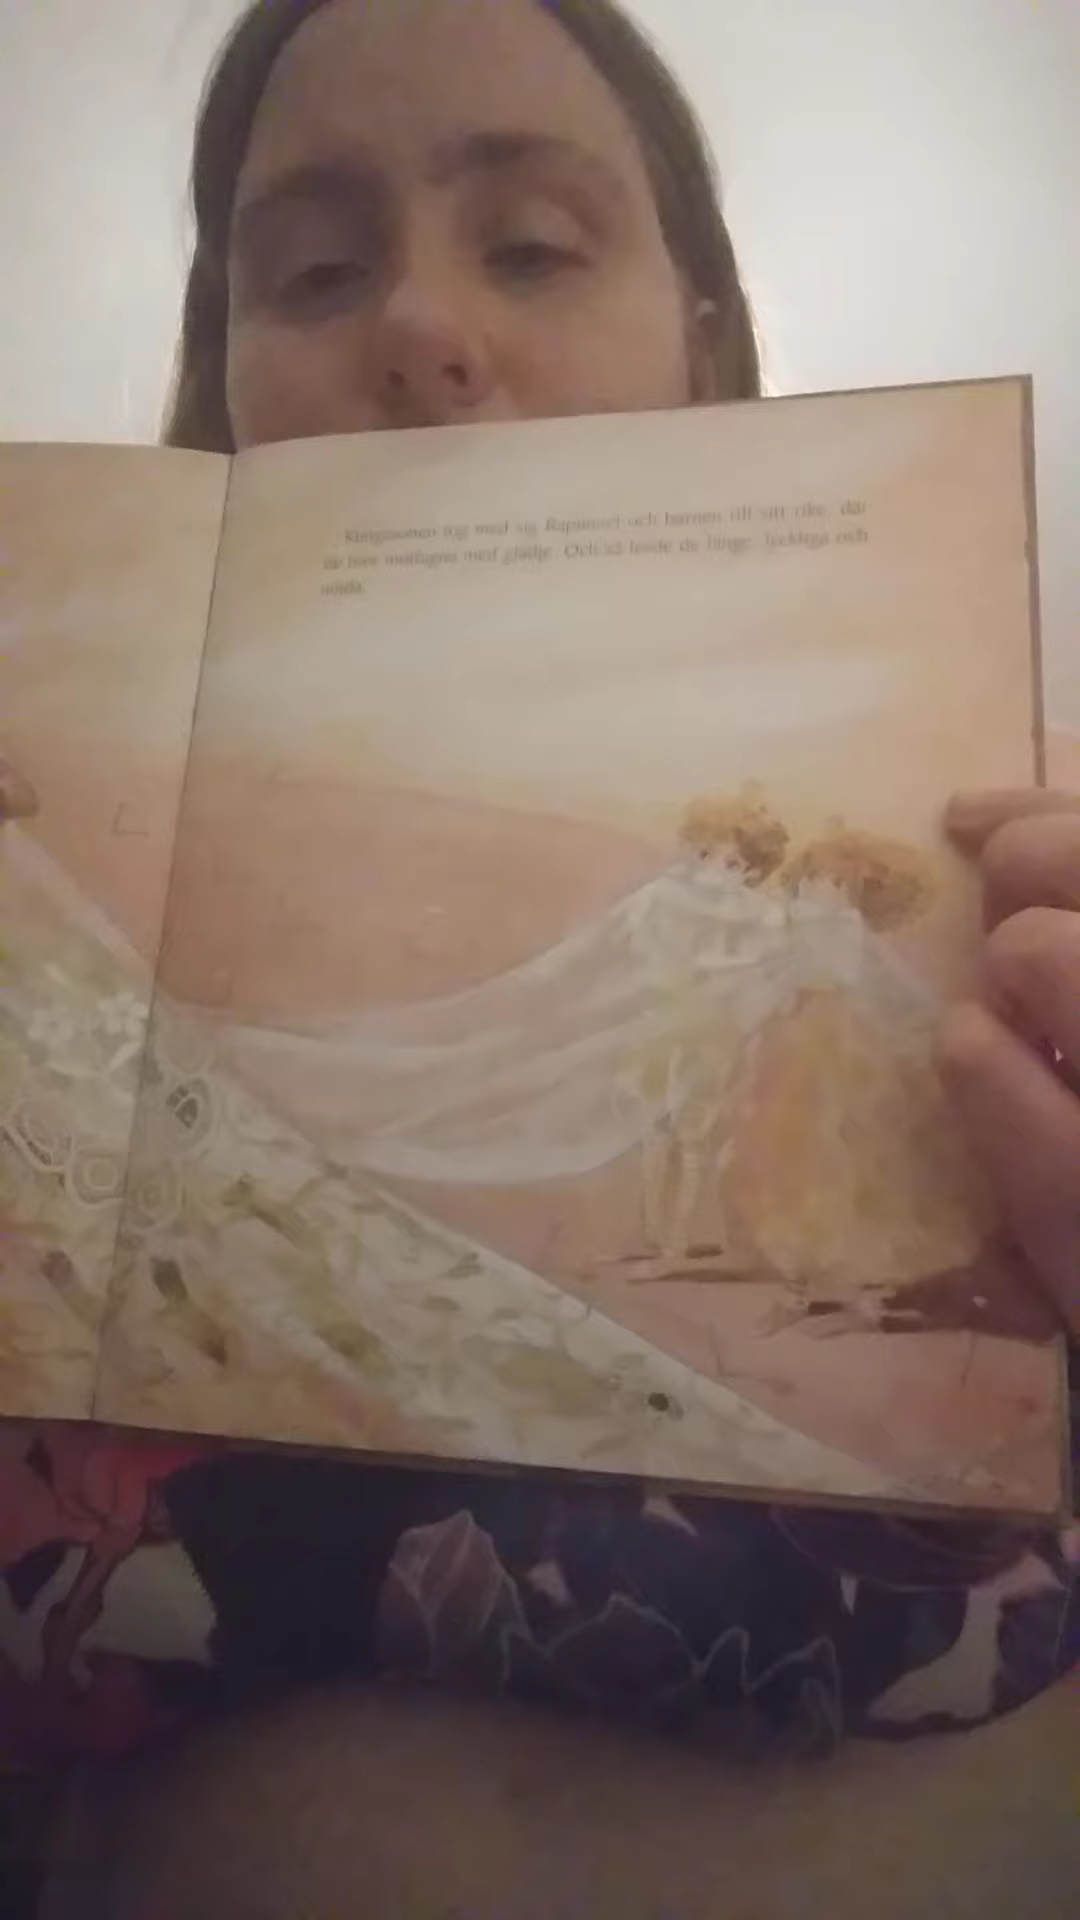 Kungasonen tog med sig Rapunzel och barnen till sitt rike, där
de blev mottagna med glädje. Och så levde de länge, lyckliga och
nöjda.